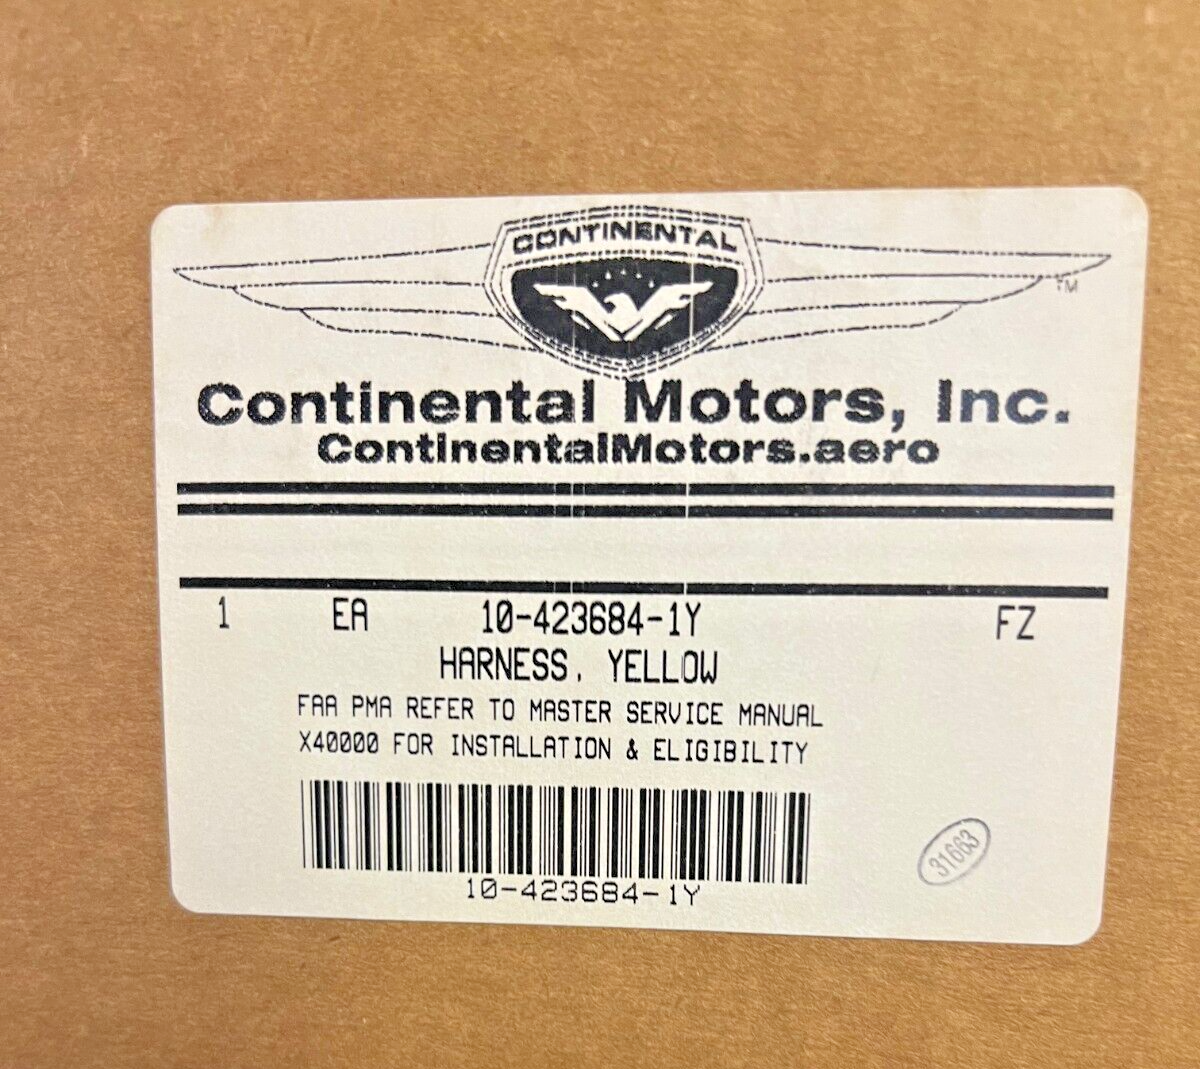 CONTINENTAL
TM
Continental Motors, Inc.
ContinentalMotors.aero
1 EA 10-423684-1Y FZ
HARNESS, YELLOW
FAA PMA REFER TO MASTER SERVICE MANUAL
X40000 FOR INSTALLATION & ELIGIBILITY
10-423684-1Y
31663